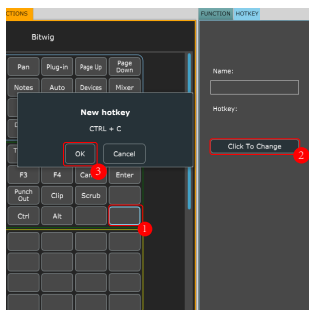 CTIONS
FUNCTION HOTKEY
Bitwig
Pan Plug-in Page Up Page Down
Notes Auto Devices Mixer
New hotkey
CTRL + C
OK Cancel
3
F3 F4 Enter
Punch Out Clip Scrub
Ctrl Alt
1
Name:
Hotkey:
Click To Change
2